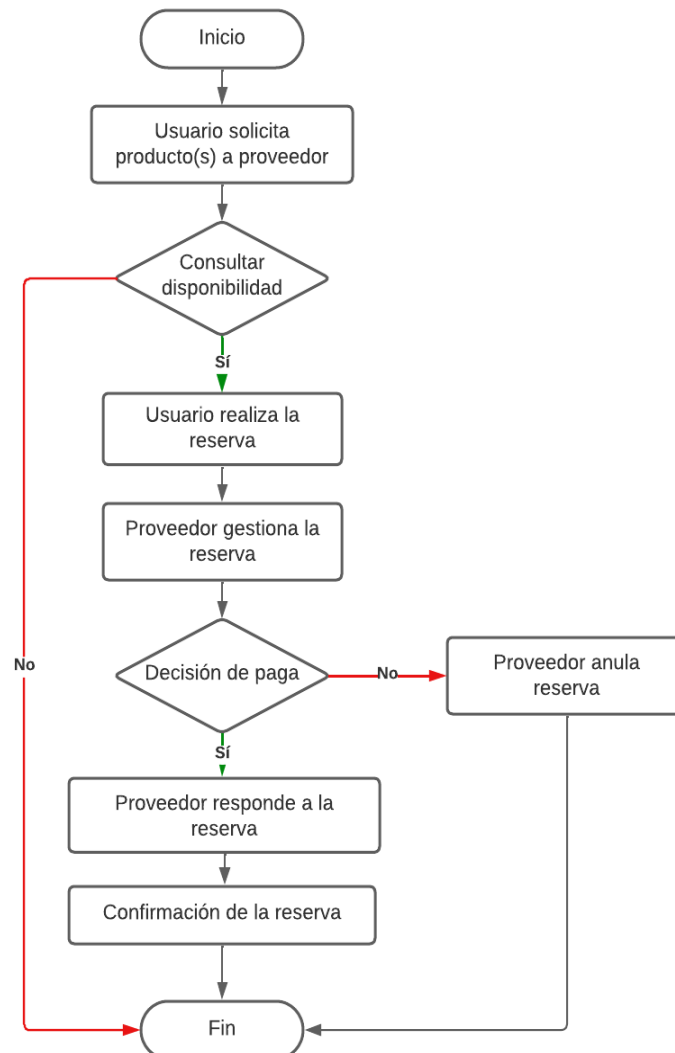 Inicio
Usuario solicita
producto(s) a proveedor
Consultar
disponibilidad
Sí
Usuario realiza la
reserva
Proveedor gestiona la
reserva
No
Decisión de paga
No
Proveedor anula
reserva
Sí
Proveedor responde a la
reserva
Confirmación de la reserva
Fin